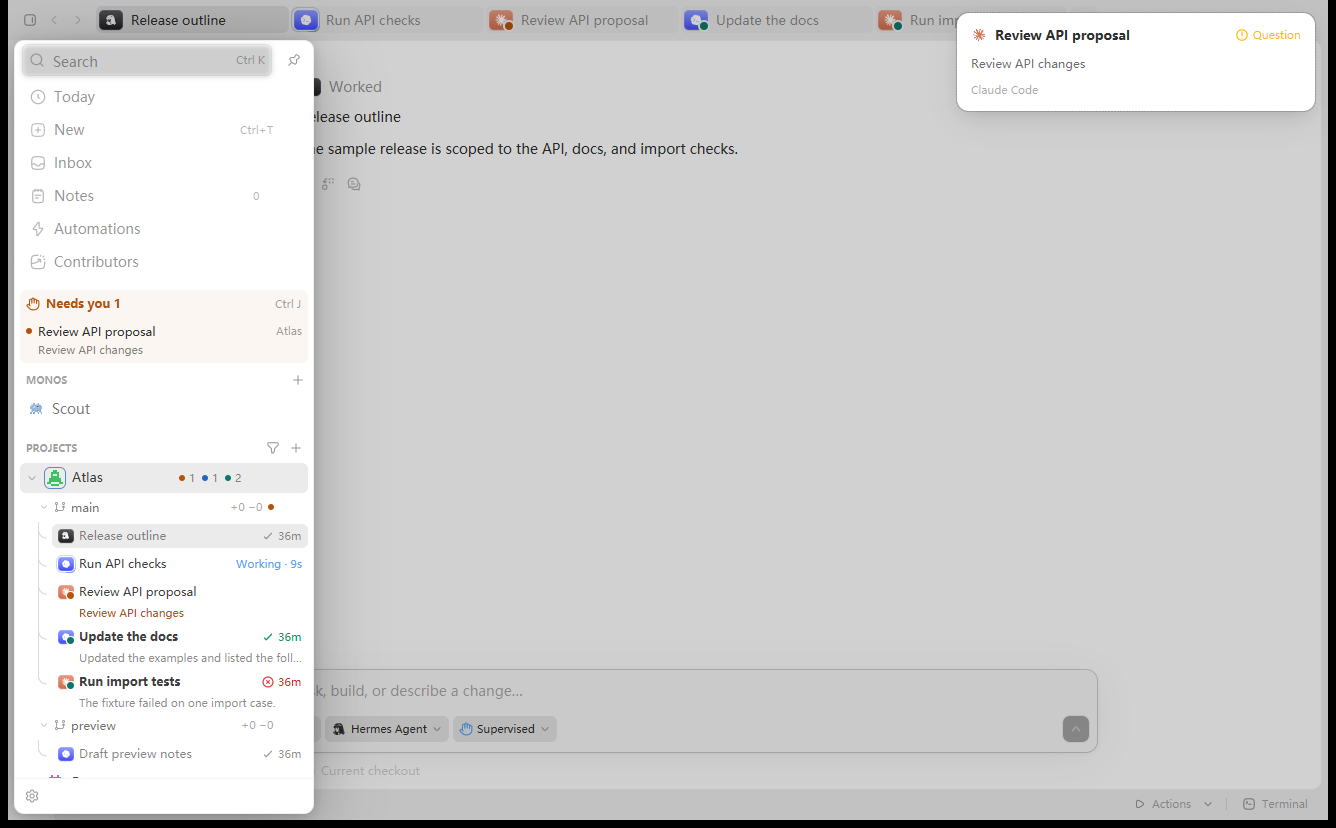 Release outline
Run API checks
Review API proposal
Update the docs
Run im
Review API proposal
Question
Review API changes
Claude Code
Search Ctrl K
Today
New Ctrl+T
Inbox
Notes 0
Automations
Contributors
Needs you 1 Ctrl J
Review API proposal Atlas
Review API changes
MONOS
Scout
PROJECTS
Atlas 1 1 2
main +0 −0
Release outline 36m
Run API checks Working · 9s
Review API proposal
Review API changes
Update the docs 36m
Updated the examples and listed the foll...
Run import tests 36m
The fixture failed on one import case.
preview +0 −0
Draft preview notes 36m
Worked
elease outline
e sample release is scoped to the API, docs, and import checks.
k, build, or describe a change...
Hermes Agent
Supervised
Current checkout
Actions
Terminal